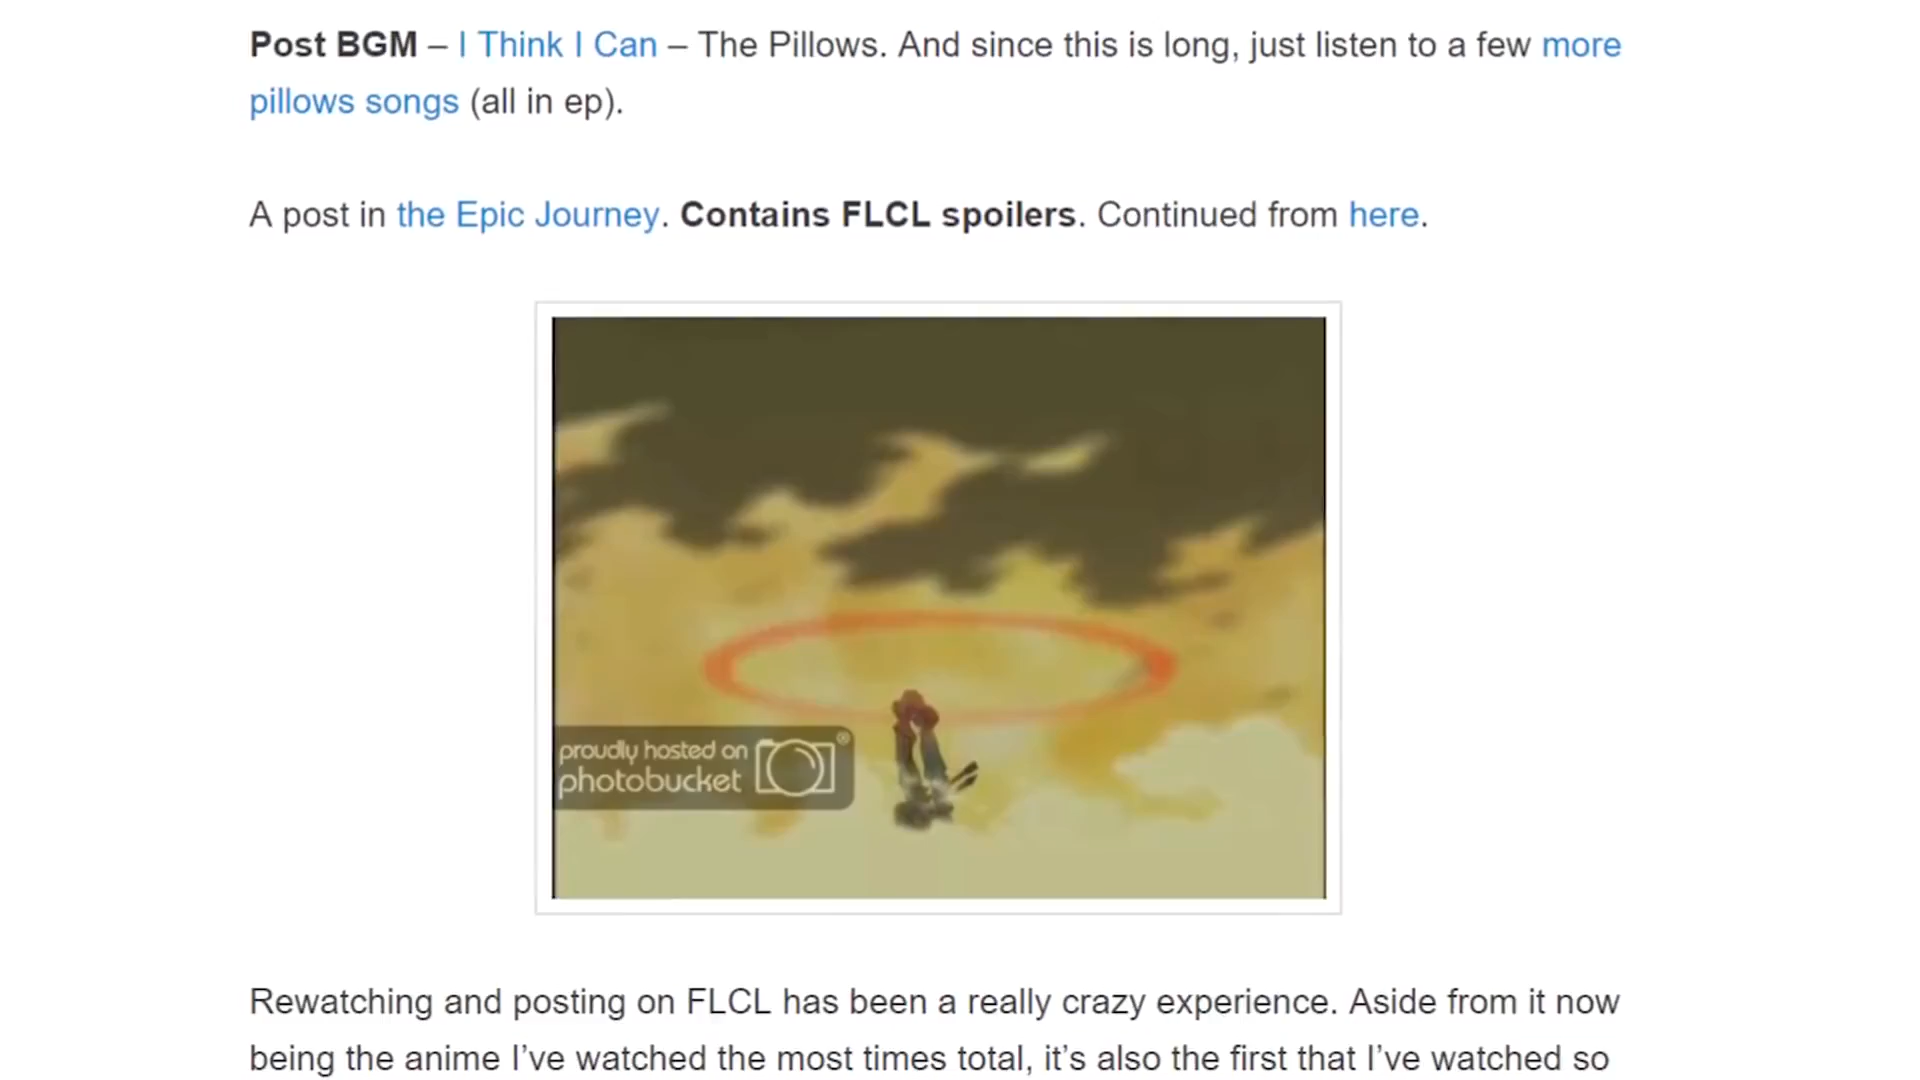 Post BGM – I Think I Can – The Pillows. And since this is long, just listen to a few more
pillows songs (all in ep).
A post in the Epic Journey. Contains FLCL spoilers. Continued from here.
proudly hosted on
photobucket ®
Rewatching and posting on FLCL has been a really crazy experience. Aside from it now
being the anime I’ve watched the most times total, it’s also the first that I’ve watched so